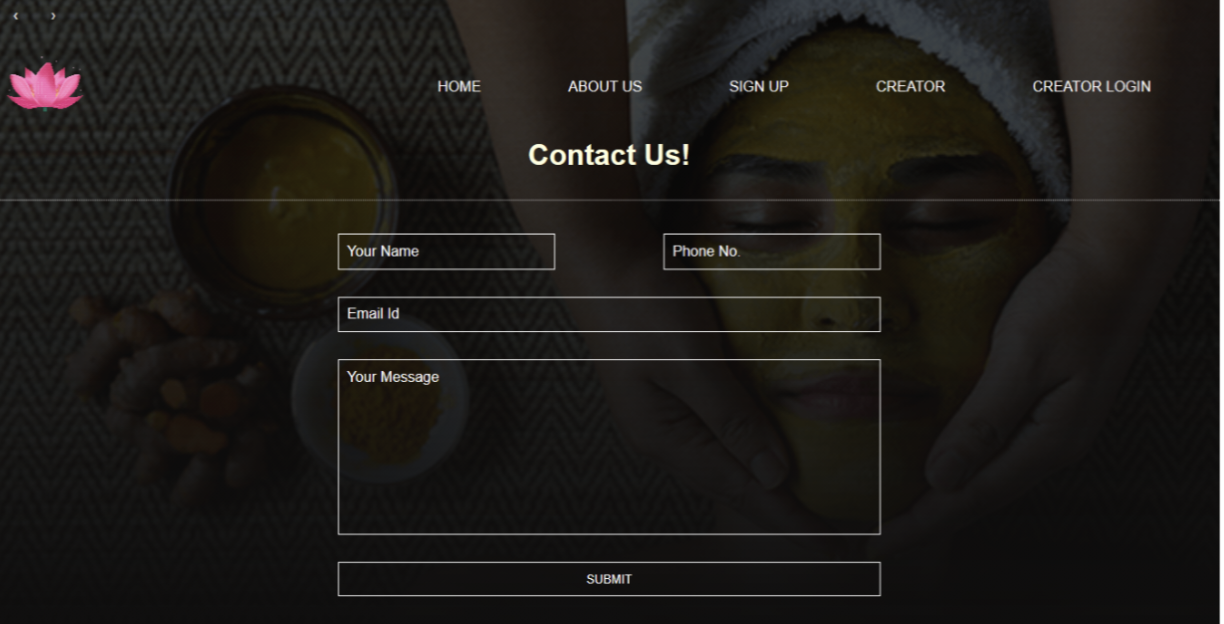 ‹ ›
HOME ABOUT US SIGN UP CREATOR CREATOR LOGIN
Contact Us!
Your Name Phone No.
Email Id
Your Message
SUBMIT